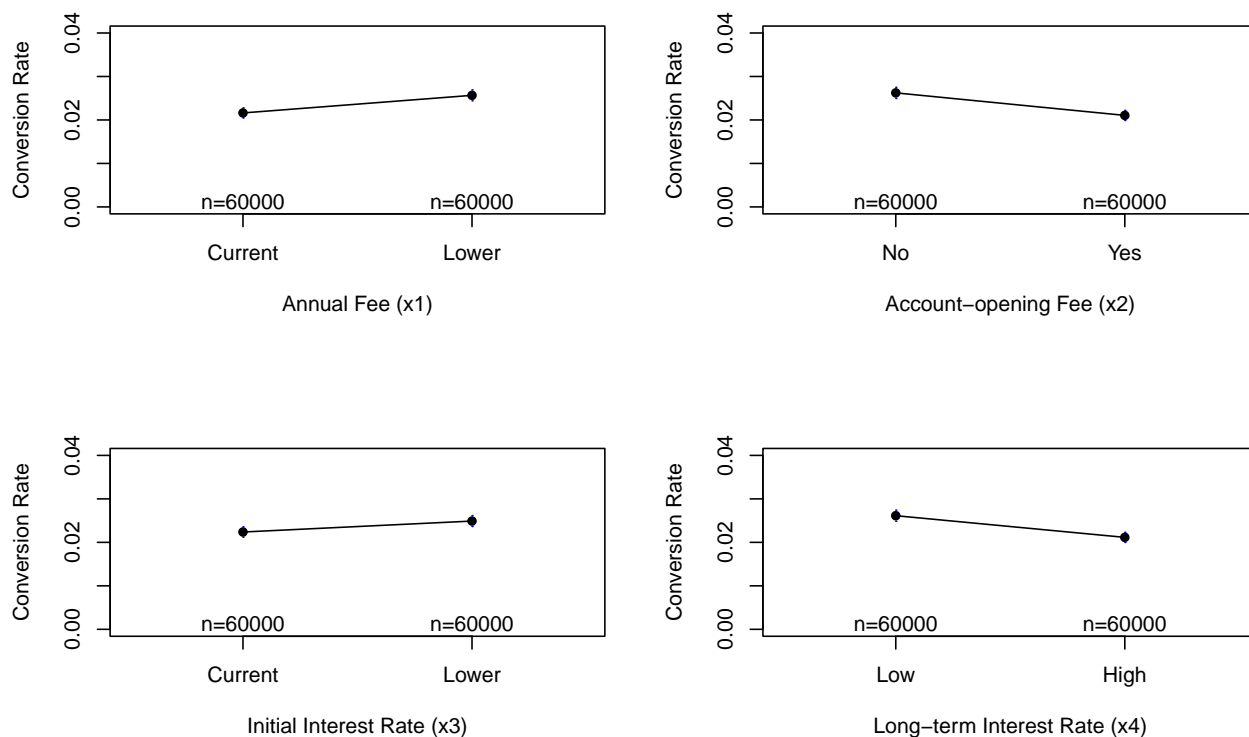 Conversion Rate
0.00 0.02 0.04
n=60000 n=60000
Current Lower
Annual Fee (x1)
Conversion Rate
0.00 0.02 0.04
n=60000 n=60000
No Yes
Account−opening Fee (x2)
Conversion Rate
0.00 0.02 0.04
n=60000 n=60000
Current Lower
Initial Interest Rate (x3)
Conversion Rate
0.00 0.02 0.04
n=60000 n=60000
Low High
Long−term Interest Rate (x4)